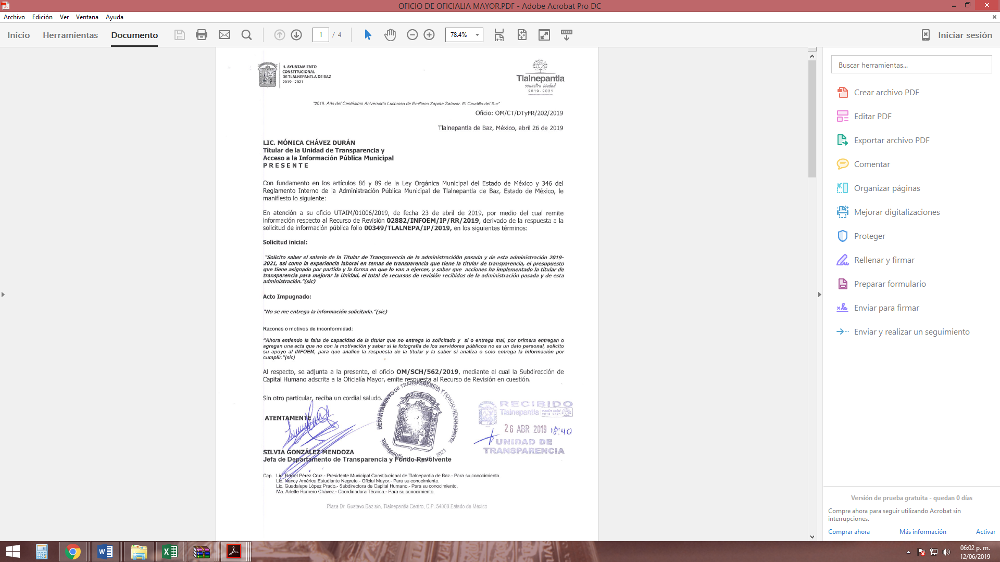 OFICIO DE OFICIALIA MAYOR.PDF - Adobe Acrobat Pro DC
Archivo Edición Ver Ventana Ayuda
Inicio Herramientas Documento 1 / 4 78.4% Iniciar sesión
H. AYUNTAMIENTO
CONSTITUCIONAL
DE TLALNEPANTLA DE BAZ
2019 - 2021
Tlalnepantla
nuestra ciudad
2019 - 2021
"2019. Año del Centésimo Aniversario Luctuoso de Emiliano Zapata Salazar. El Caudillo del Sur"
Oficio: OM/CT/DTyFR/202/2019
Tlalnepantla de Baz, México, abril 26 de 2019
LIC. MÓNICA CHÁVEZ DURÁN
Titular de la Unidad de Transparencia y
Acceso a la Información Pública Municipal
P R E S E N T E
Con fundamento en los artículos 86 y 89 de la Ley Orgánica Municipal del Estado de México y 346 del
Reglamento Interno de la Administración Pública Municipal de Tlalnepantla de Baz, Estado de México, le
manifiesto lo siguiente:
En atención a su oficio UTAIM/01006/2019, de fecha 23 de abril de 2019, por medio del cual remite
información respecto al Recurso de Revisión 02882/INFOEM/IP/RR/2019, derivado de la respuesta a la
solicitud de información pública folio 00349/TLALNEPA/IP/2019, en los siguientes términos:
Solicitud inicial:
"Solicito saber el salario de la Titular de Transparencia de la administració0n pasada y de esta administración 2019-
2021, así como la experiencia laboral en temas de transparencia que tiene la titular de transparencia, el presupuesto
que tiene asignado por partida y la forma en que lo van a ejercer, y saber que acciones ha implementado la titular de
transparencia para mejorar la Unidad, el total de recursos de revisión recibidos de la administración pasada y de esta
administración."(sic)
Acto Impugnado:
"No se me entrega la información solicitada."(sic)
Razones o motivos de inconformidad:
"Ahora entiendo la falta de capacidad de la titular que no entrega lo solicitado y si o entrega mal, por primera entregan o
agregan una acta que no con la motivación y saber si la fotografía de los servidores públicos no es un dato personal, solicito
su apoyo al INFOEM, para que analice la respuesta de la titular y la saber si analiza o solo entrega la información por
cumplir."(sic)
Al respecto, se adjunta a la presente, el oficio OM/SCH/562/2019, mediante el cual la Subdirección de
Capital Humano adscrita a la Oficialía Mayor, emite respuesta al Recurso de Revisión en cuestión.
Sin otro particular, reciba un cordial saludo.
DEPARTAMENTO DE TRANSPARENCIA Y FONDO REVOLVENTE
PROGRESO CULTURA TRABAJO
2021
RECIBIDO
Tlalnepantla
26 ABR 2019 18:40
UNIDAD DE
TRANSPARENCIA
ATENTAMENTE
SILVIA GONZÁLEZ MENDOZA
Jefa de Departamento de Transparencia y Fondo Revolvente
Ccp. Lic. Raciel Pérez Cruz.- Presidente Municipal Constitucional de Tlalnepantla de Baz.- Para su conocimiento.
Lic. Nancy América Estudiante Negrete.- Oficial Mayor.- Para su conocimiento.
Lic. Guadalupe López Prado.- Subdirectora de Capital Humano.- Para su conocimiento.
Ma. Arlette Romero Chávez.- Coordinadora Técnica.- Para su conocimiento.
Plaza Dr. Gustavo Baz s/n, Tlalnepantla Centro, C.P. 54000 Estado de México
Buscar herramientas...
Crear archivo PDF
Editar PDF
Exportar archivo PDF
Comentar
Organizar páginas
Mejorar digitalizaciones
Proteger
Rellenar y firmar
Preparar formulario
Enviar para firmar
Enviar y realizar un seguimiento
Versión de prueba gratuita - quedan 0 días
Compre ahora para seguir utilizando Acrobat sin
interrupciones.
Comprar ahora Más información Activar
06:02 p. m.
12/06/2019